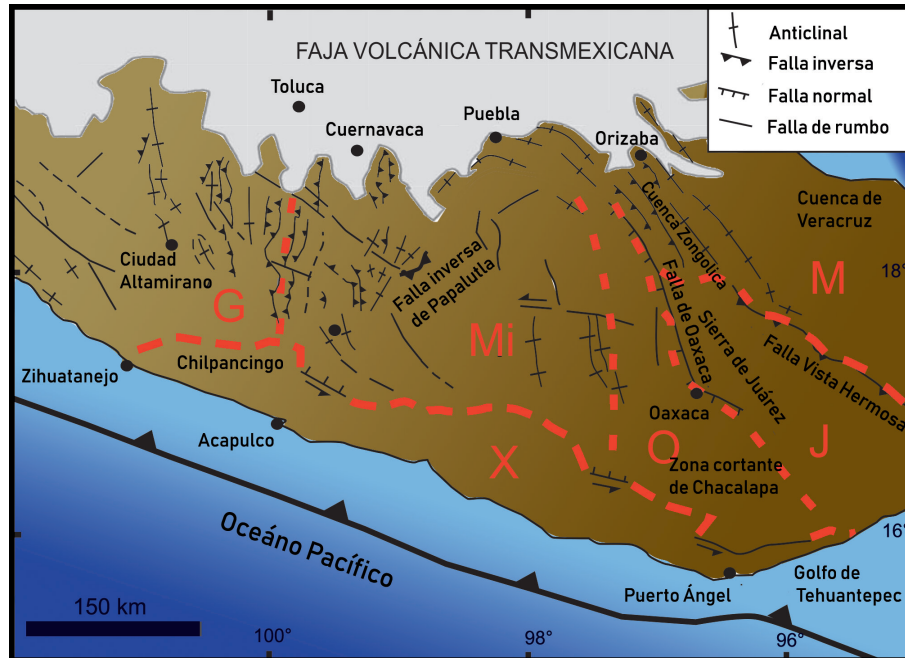 FAJA VOLCÁNICA TRANSMEXICANA
Anticlinal
Falla inversa
Falla normal
Falla de rumbo
Toluca
Cuernavaca
Puebla
Orizaba
Cuenca de
Veracruz
Cuenca Zongolica
M
18°
Ciudad
Altamirano
G
Falla inversa
de Papalutla
Mi
Falla de Oaxaca
Sierra de Juárez
Falla Vista Hermosa
Chilpancingo
Zihuatanejo
Acapulco
Oaxaca
X
O
J
Zona cortante
de Chacalapa
16°
Oceáno Pacífico
Puerto Ángel
Golfo de
Tehuantepec
150 km
100°
98°
96°